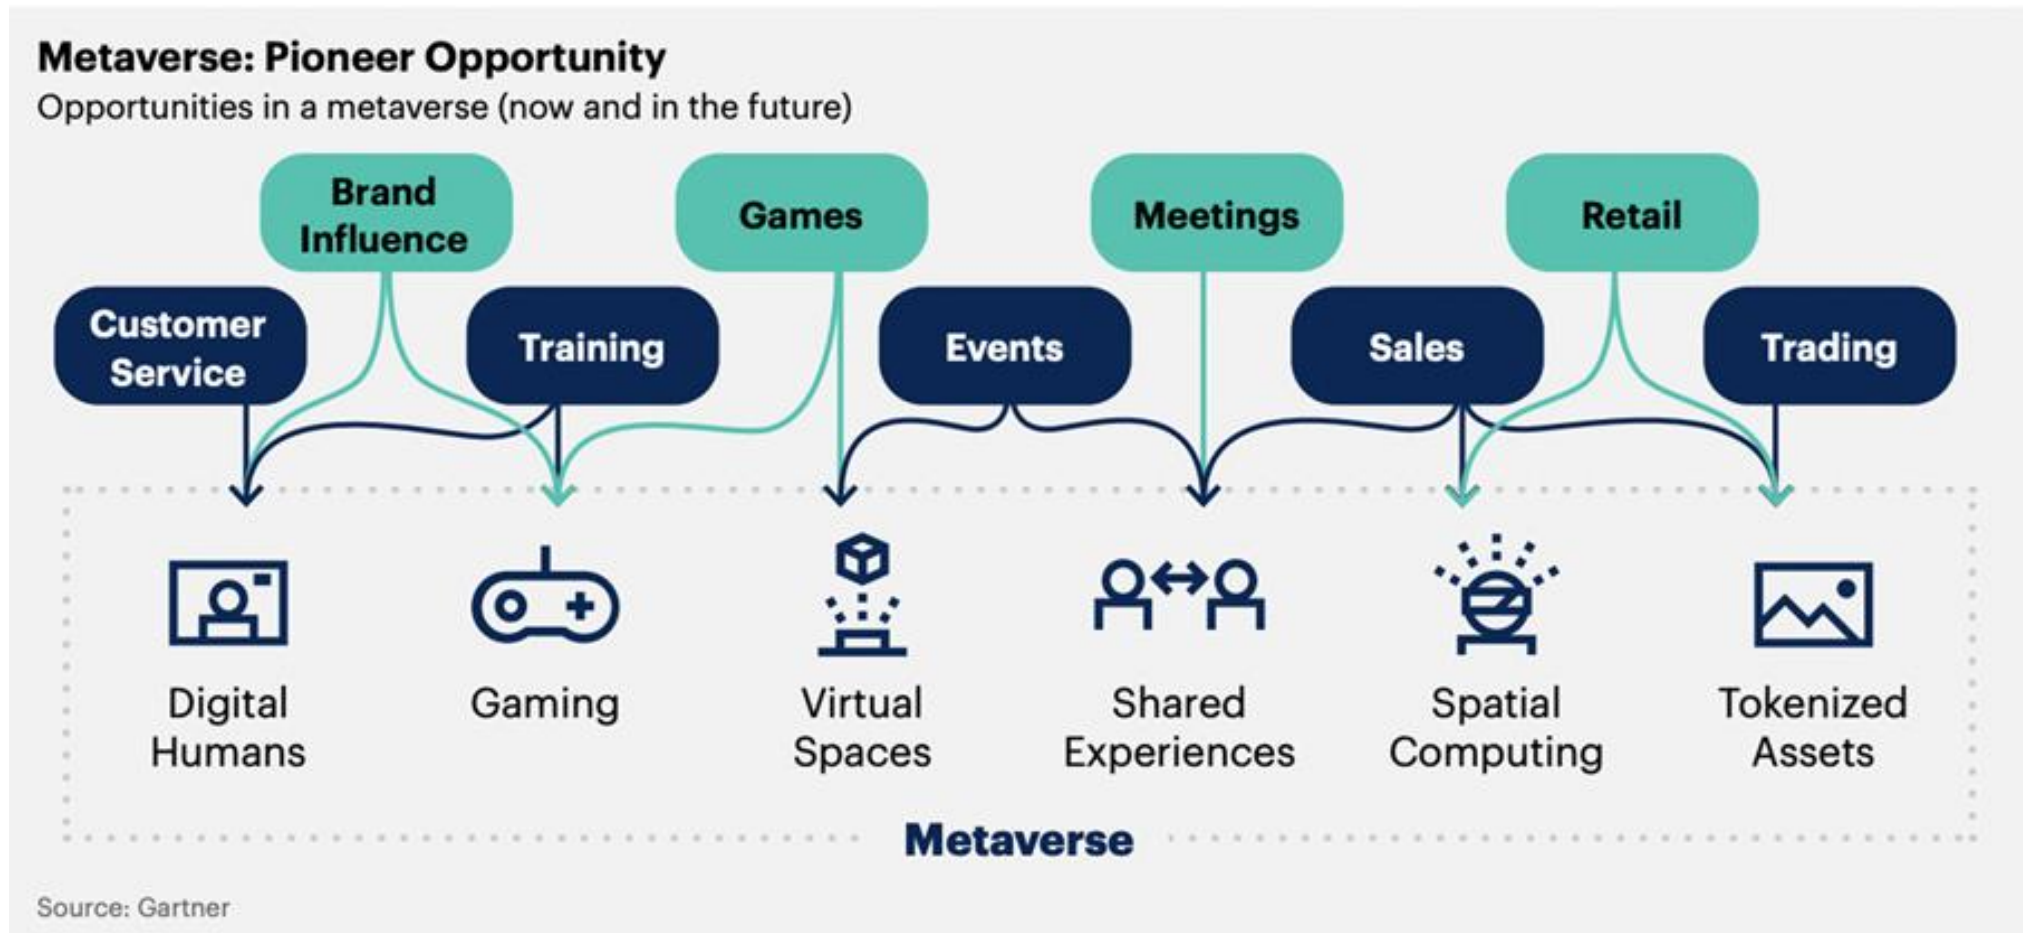 Metaverse: Pioneer Opportunity
Opportunities in a metaverse (now and in the future)
Brand
Influence
Games
Meetings
Retail
Customer
Service
Training
Events
Sales
Trading
Digital
Humans
Gaming
Virtual
Spaces
Shared
Experiences
Spatial
Computing
Tokenized
Assets
Metaverse
Source: Gartner